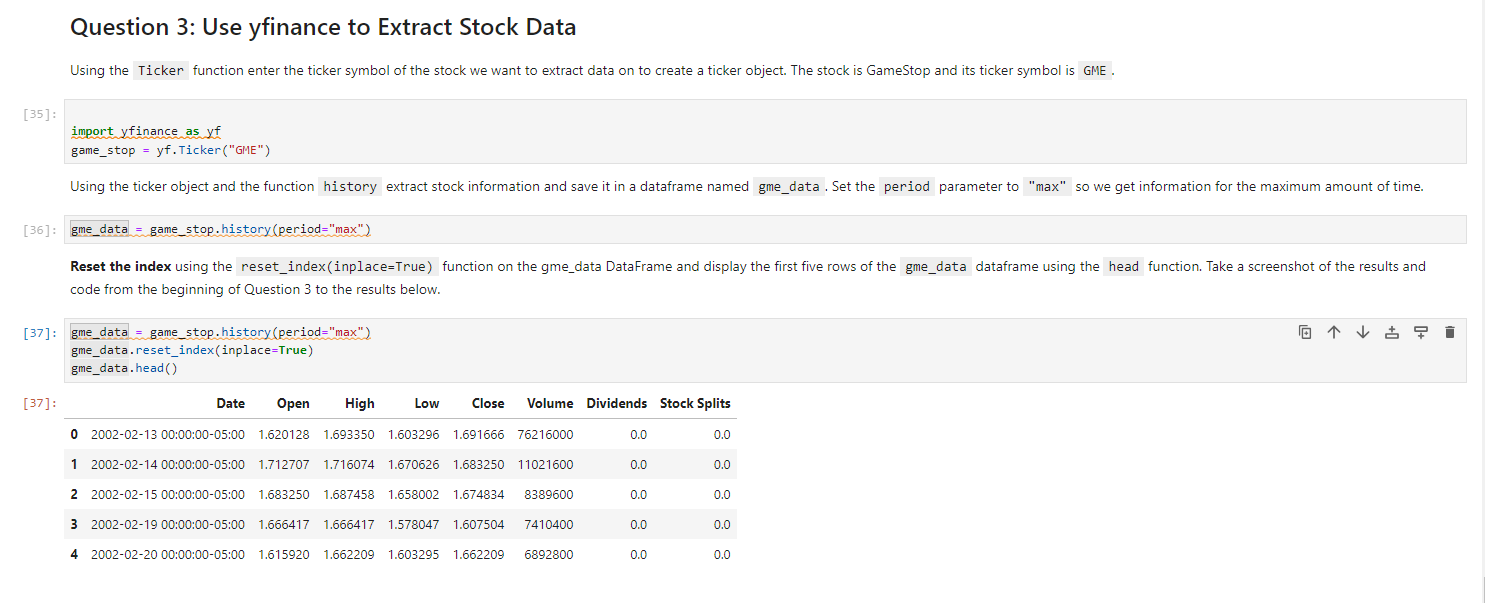 Question 3: Use yfinance to Extract Stock Data
Using the Ticker function enter the ticker symbol of the stock we want to extract data on to create a ticker object. The stock is GameStop and its ticker symbol is GME.
[35]:
import yfinance as yf
game_stop = yf.Ticker("GME")
Using the ticker object and the function history extract stock information and save it in a dataframe named gme_data. Set the period parameter to "max" so we get information for the maximum amount of time.
[36]: gme_data = game_stop.history(period="max")
Reset the index using the reset_index(inplace=True) function on the gme_data DataFrame and display the first five rows of the gme_data dataframe using the head function. Take a screenshot of the results and
code from the beginning of Question 3 to the results below.
[37]: gme_data = game_stop.history(period="max")
gme_data.reset_index(inplace=True)
gme_data.head()
[37]: Date Open High Low Close Volume Dividends Stock Splits
0 2002-02-13 00:00:00-05:00 1.620128 1.693350 1.603296 1.691666 76216000 0.0 0.0
1 2002-02-14 00:00:00-05:00 1.712707 1.716074 1.670626 1.683250 11021600 0.0 0.0
2 2002-02-15 00:00:00-05:00 1.683250 1.687458 1.658002 1.674834 8389600 0.0 0.0
3 2002-02-19 00:00:00-05:00 1.666417 1.666417 1.578047 1.607504 7410400 0.0 0.0
4 2002-02-20 00:00:00-05:00 1.615920 1.662209 1.603295 1.662209 6892800 0.0 0.0